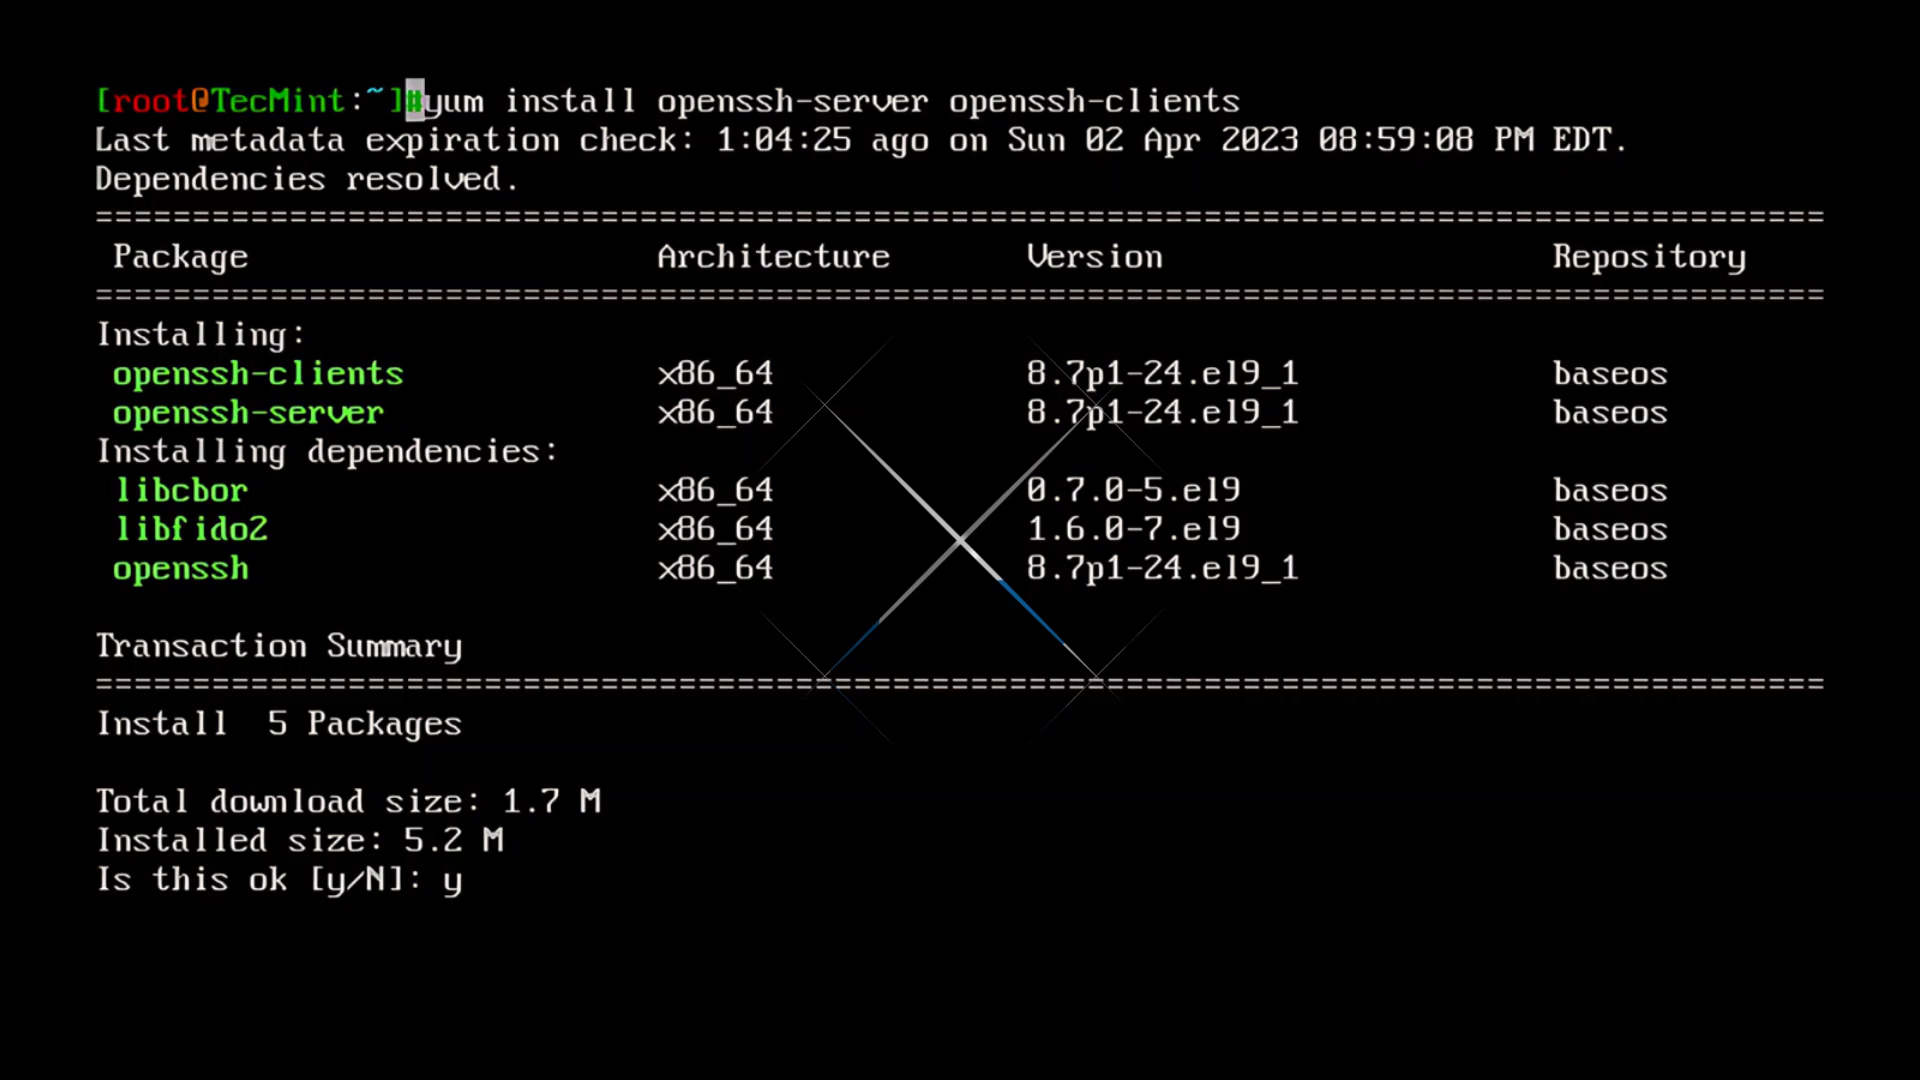 [root@TecMint:~]#yum install openssh-server openssh-clients
Last metadata expiration check: 1:04:25 ago on Sun 02 Apr 2023 08:59:08 PM EDT.
Dependencies resolved.
==========================================================================================
Package Architecture Version Repository
==========================================================================================
Installing:
openssh-clients x86_64 8.7p1-24.el9_1 baseos
openssh-server x86_64 8.7p1-24.el9_1 baseos
Installing dependencies:
libcbor x86_64 0.7.0-5.el9 baseos
libfido2 x86_64 1.6.0-7.el9 baseos
openssh x86_64 8.7p1-24.el9_1 baseos
Transaction Summary
==========================================================================================
Install  5 Packages
Total download size: 1.7 M
Installed size: 5.2 M
Is this ok [y/N]: y